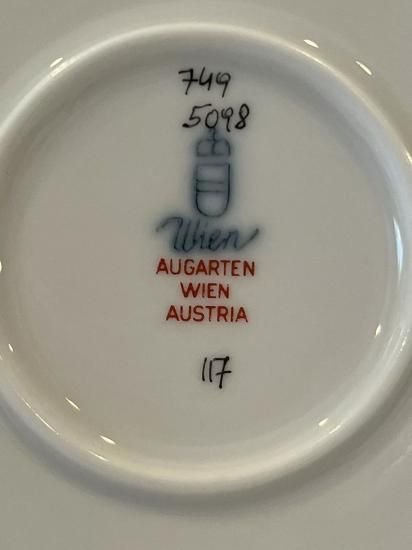 749
5098
Wien
AUGARTEN
WIEN
AUSTRIA
117